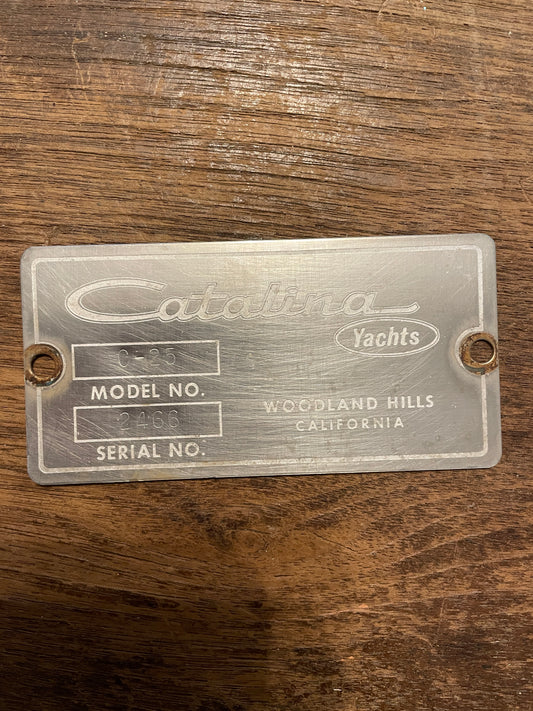 Catalina
Yachts
C-25
MODEL NO.
2466
SERIAL NO.
WOODLAND HILLS
CALIFORNIA